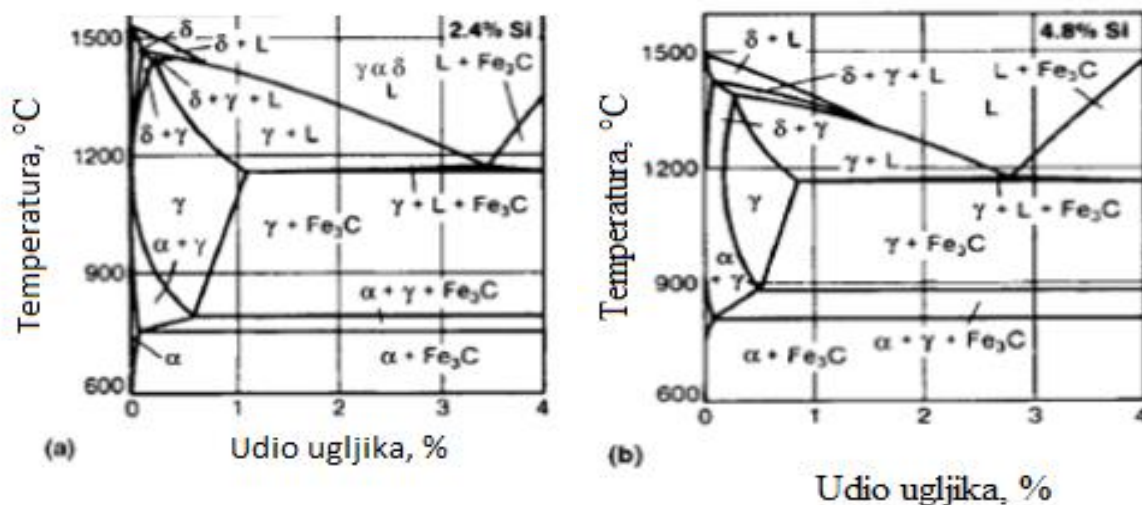 1500
δ
δ + L
2.4% Si
γ α δ
L
L + Fe₃C
δ + γ + L
δ + γ
γ + L
1200
γ + L + Fe₃C
γ
γ + Fe₃C
α + γ
900
α + γ + Fe₃C
α + Fe₃C
α
600
0 1 2 3 4
Temperatura, °C
(a)
Udio ugljika, %
4.8% Si
1500
δ + L
L + Fe₃C
δ + γ + L
L
δ + γ
γ + L
1200
γ + L + Fe₃C
γ
γ + Fe₃C
α
+ γ
900
α + Fe₃C
α + γ + Fe₃C
600
0 1 2 3 4
Temperatura, °C
(b)
Udio ugljika, %